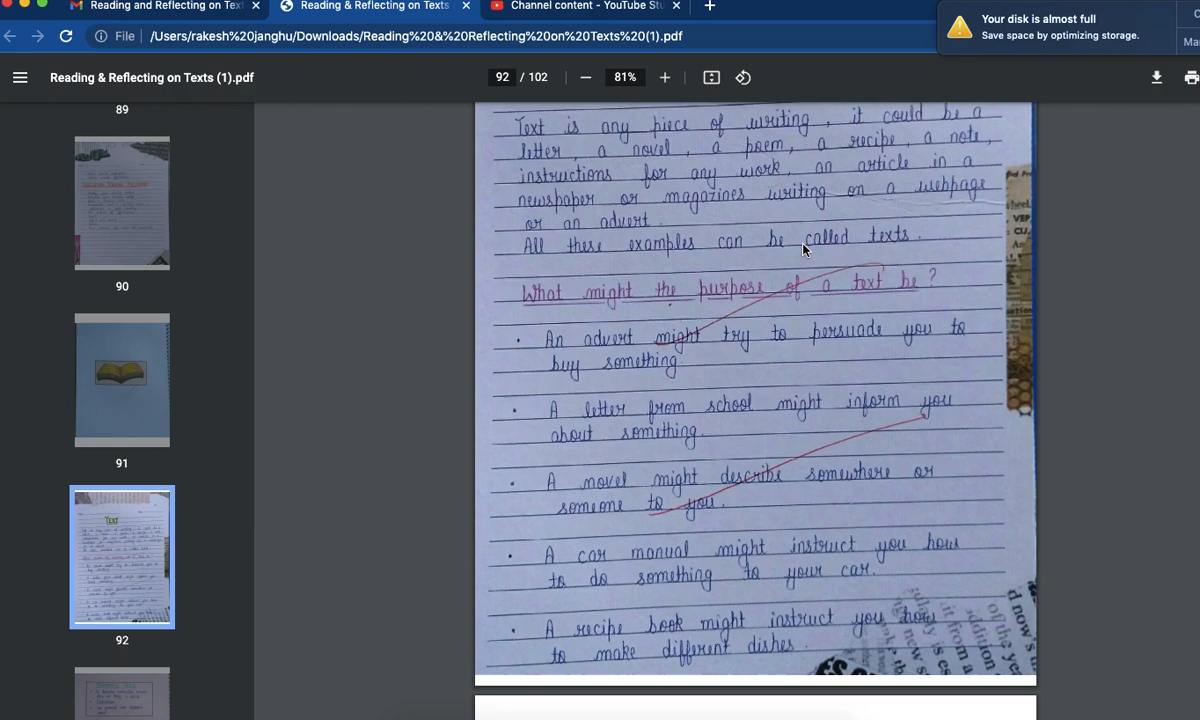 Reading and Reflecting on Tex
Reading & Reflecting on Texts
Channel content - YouTube Stu
Your disk is almost full
Save space by optimizing storage.
File
/Users/rakesh%20janghu/Downloads/Reading%20&%20Reflecting%20on%20Texts%20(1).pdf
Reading & Reflecting on Texts (1).pdf
92 / 102
81%
89
90
91
TEXT
92
Text is any piece of writing, it could be a
letter, a novel, a poem, a recipe, a note,
instructions for any work, an article in a
newspaper or magazines writing on a webpage
or an advert.
All these examples can be called texts.
What might the purpose of a text be?
• An advert might try to persuade you to
buy something.
• A letter from school might inform you
about something.
• A novel might describe somewhere or
someone to you.
• A car manual might instruct you how
to do something to your car.
• A recipe book might instruct you how
to make different dishes.